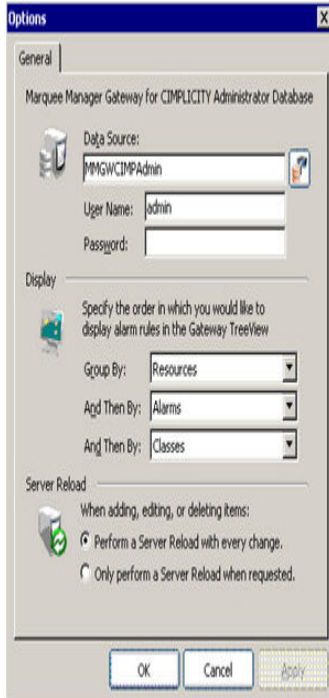 Options
General
Marquee Manager Gateway for CIMPLICITY Administrator Database
Data Source:
MMGWCIMPAdmin
User Name: admin
Password:
Display
Specify the order in which you would like to
display alarm rules in the Gateway TreeView
Group By: Resources
And Then By: Alarms
And Then By: Classes
Server Reload
When adding, editing, or deleting items:
Perform a Server Reload with every change.
Only perform a Server Reload when requested.
OK Cancel Apply